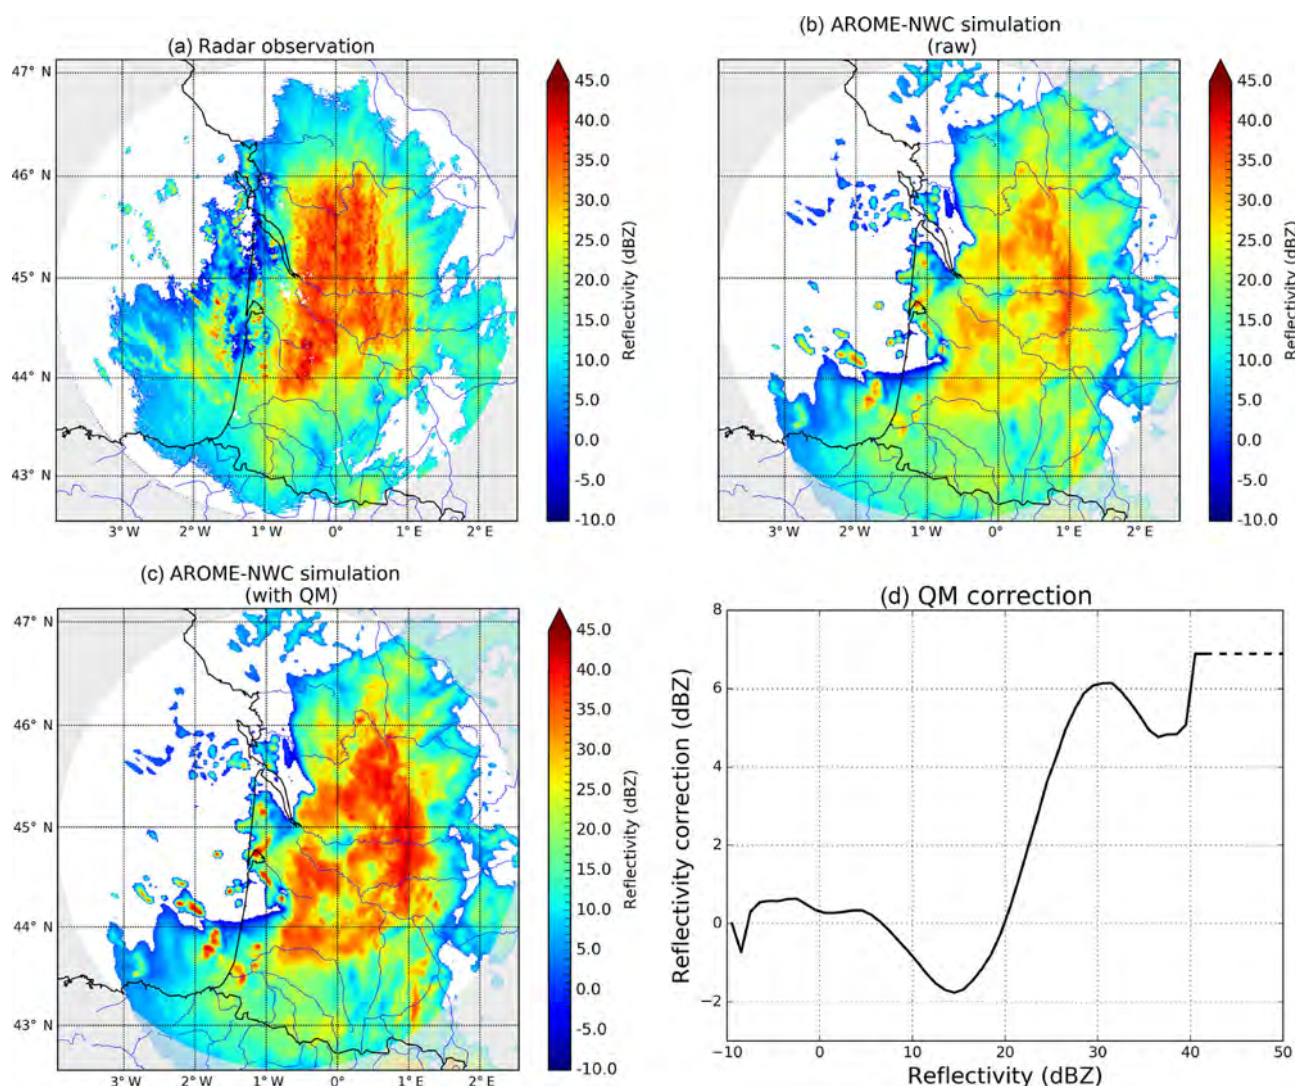 (a) Radar observation
47° N
46° N
45° N
44° N
43° N
3°W 2°W 1°W 0° 1°E 2°E
45.0
40.0
35.0
30.0
25.0
20.0
15.0
10.0
5.0
0.0
-5.0
-10.0
Reflectivity (dBZ)
(b) AROME-NWC simulation
(raw)
47° N
46° N
45° N
44° N
43° N
3°W 2°W 1°W 0° 1°E 2°E
45.0
40.0
35.0
30.0
25.0
20.0
15.0
10.0
5.0
0.0
-5.0
-10.0
Reflectivity (dBZ)
(c) AROME-NWC simulation
(with QM)
47° N
46° N
45° N
44° N
43° N
3°W 2°W 1°W 0° 1°E 2°E
45.0
40.0
35.0
30.0
25.0
20.0
15.0
10.0
5.0
0.0
-5.0
-10.0
Reflectivity (dBZ)
(d) QM correction
8
6
4
2
0
−2
−10 0 10 20 30 40 50
Reflectivity correction (dBZ)
Reflectivity (dBZ)